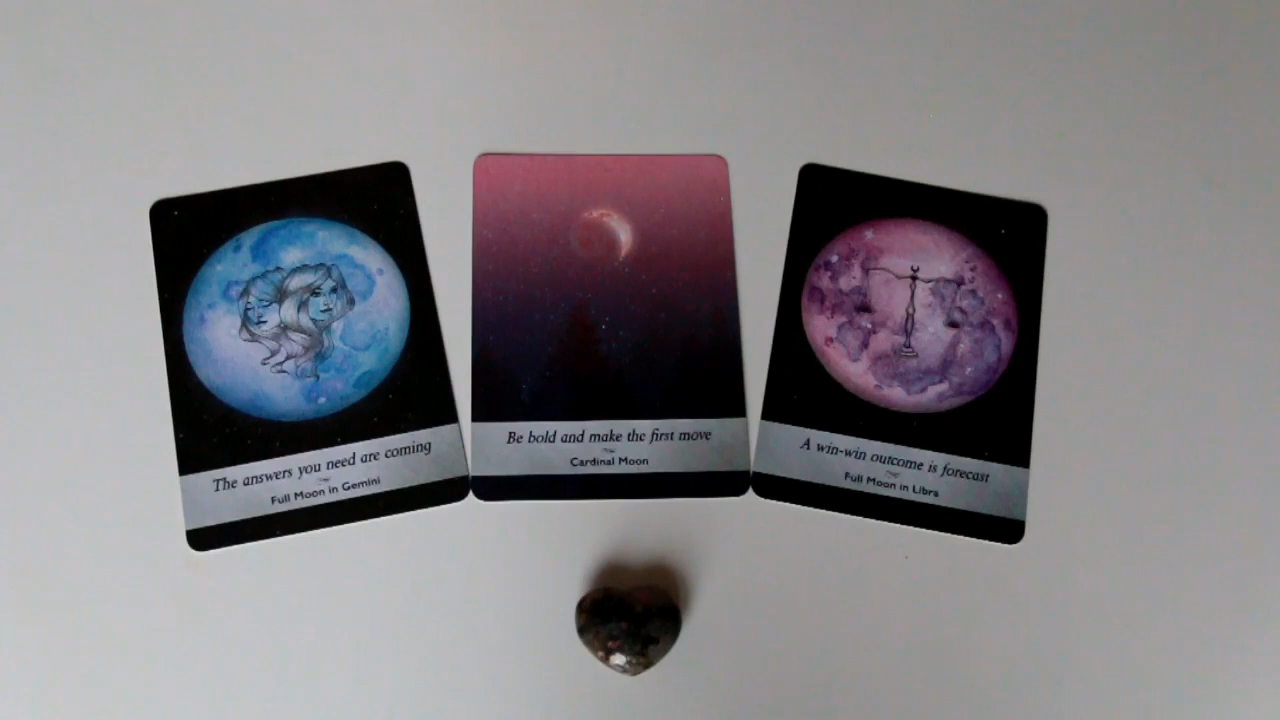 The answers you need are coming
Full Moon in Gemini
Be bold and make the first move
Cardinal Moon
A win-win outcome is forecast
Full Moon in Libra